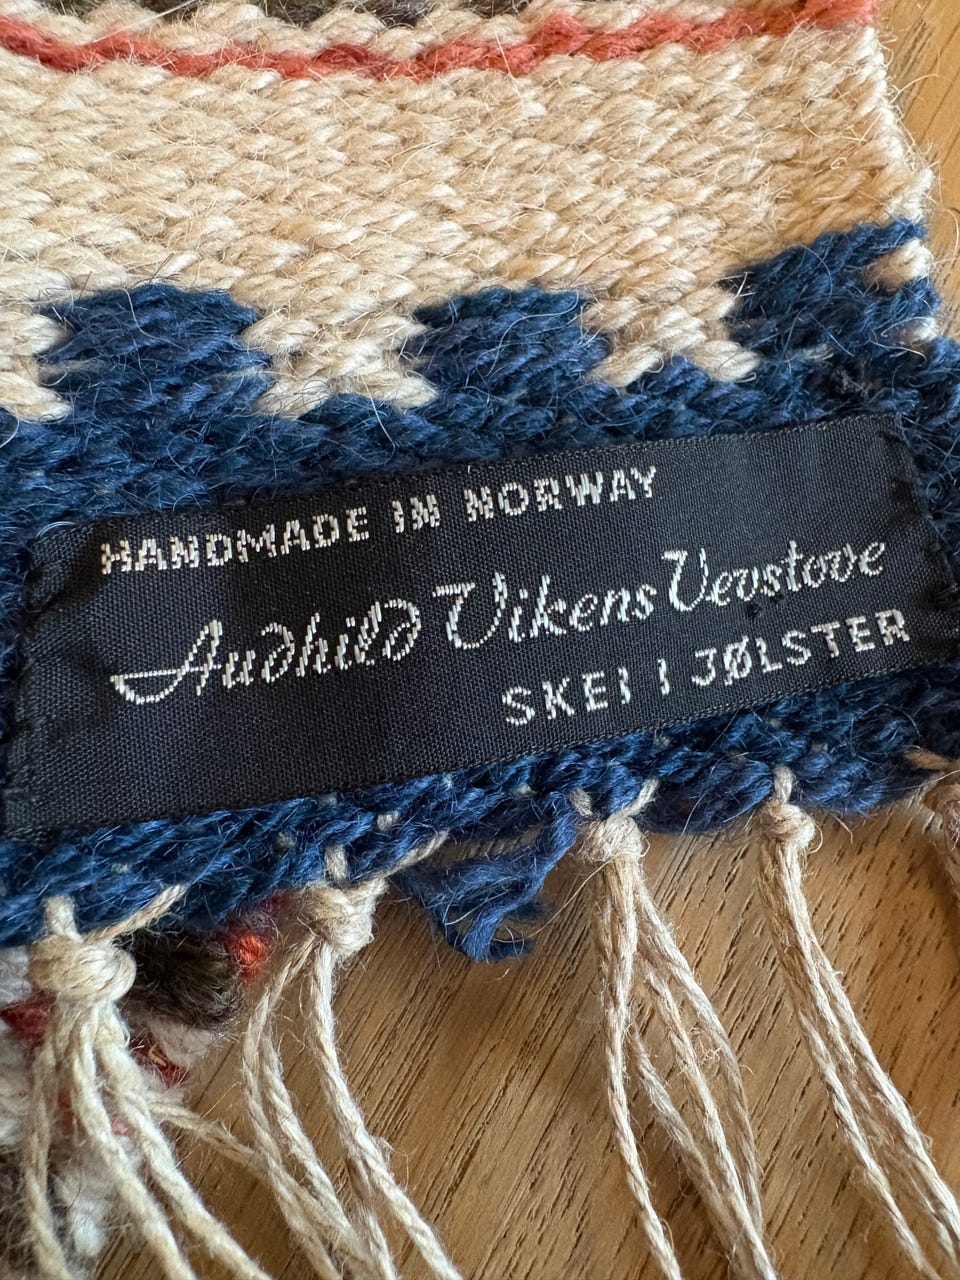 HANDMADE IN NORWAY
Audhild Vikens Vevstove
SKEI I JØLSTER